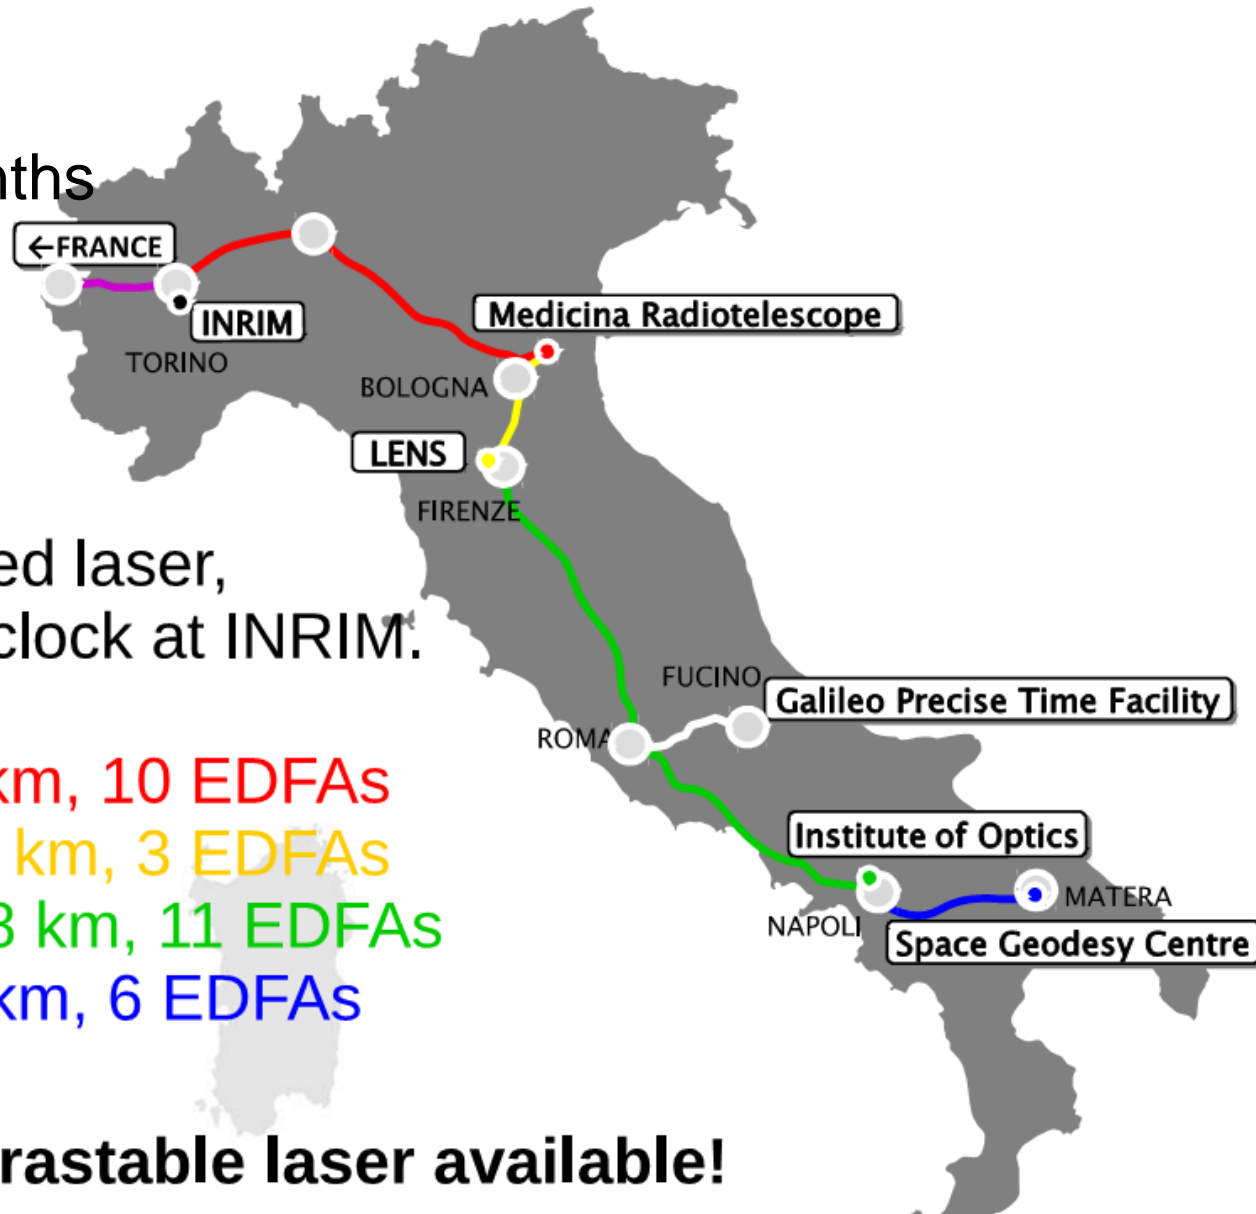 nths
←FRANCE
INRIM
TORINO
Medicina Radiotelescope
BOLOGNA
LENS
FIRENZE
ed laser,
clock at INRIM.
FUCINO
Galileo Precise Time Facility
ROMA
km, 10 EDFAs
km, 3 EDFAs
Institute of Optics
MATERA
3 km, 11 EDFAs
NAPOLI
Space Geodesy Centre
km, 6 EDFAs
rastable laser available!